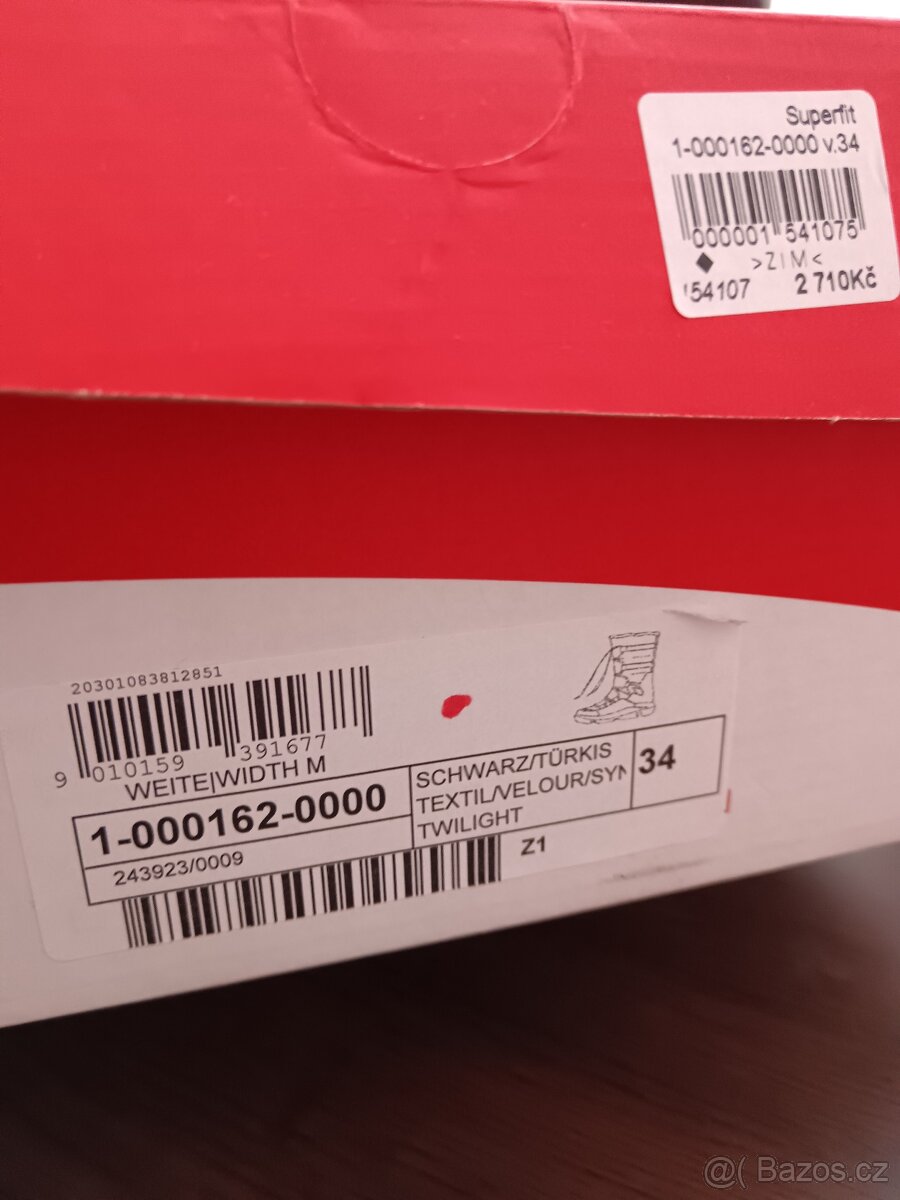 Superfit
1-000162-0000 v.34
000001 541075
>ZIM<
154107 2 710Kč
20301083812851
9 010159 391677
WEITE|WIDTH M
1-000162-0000
243923/0009
SCHWARZ/TÜRKIS
TEXTIL/VELOUR/SYN
TWILIGHT
34
Z1
@( Bazos.cz